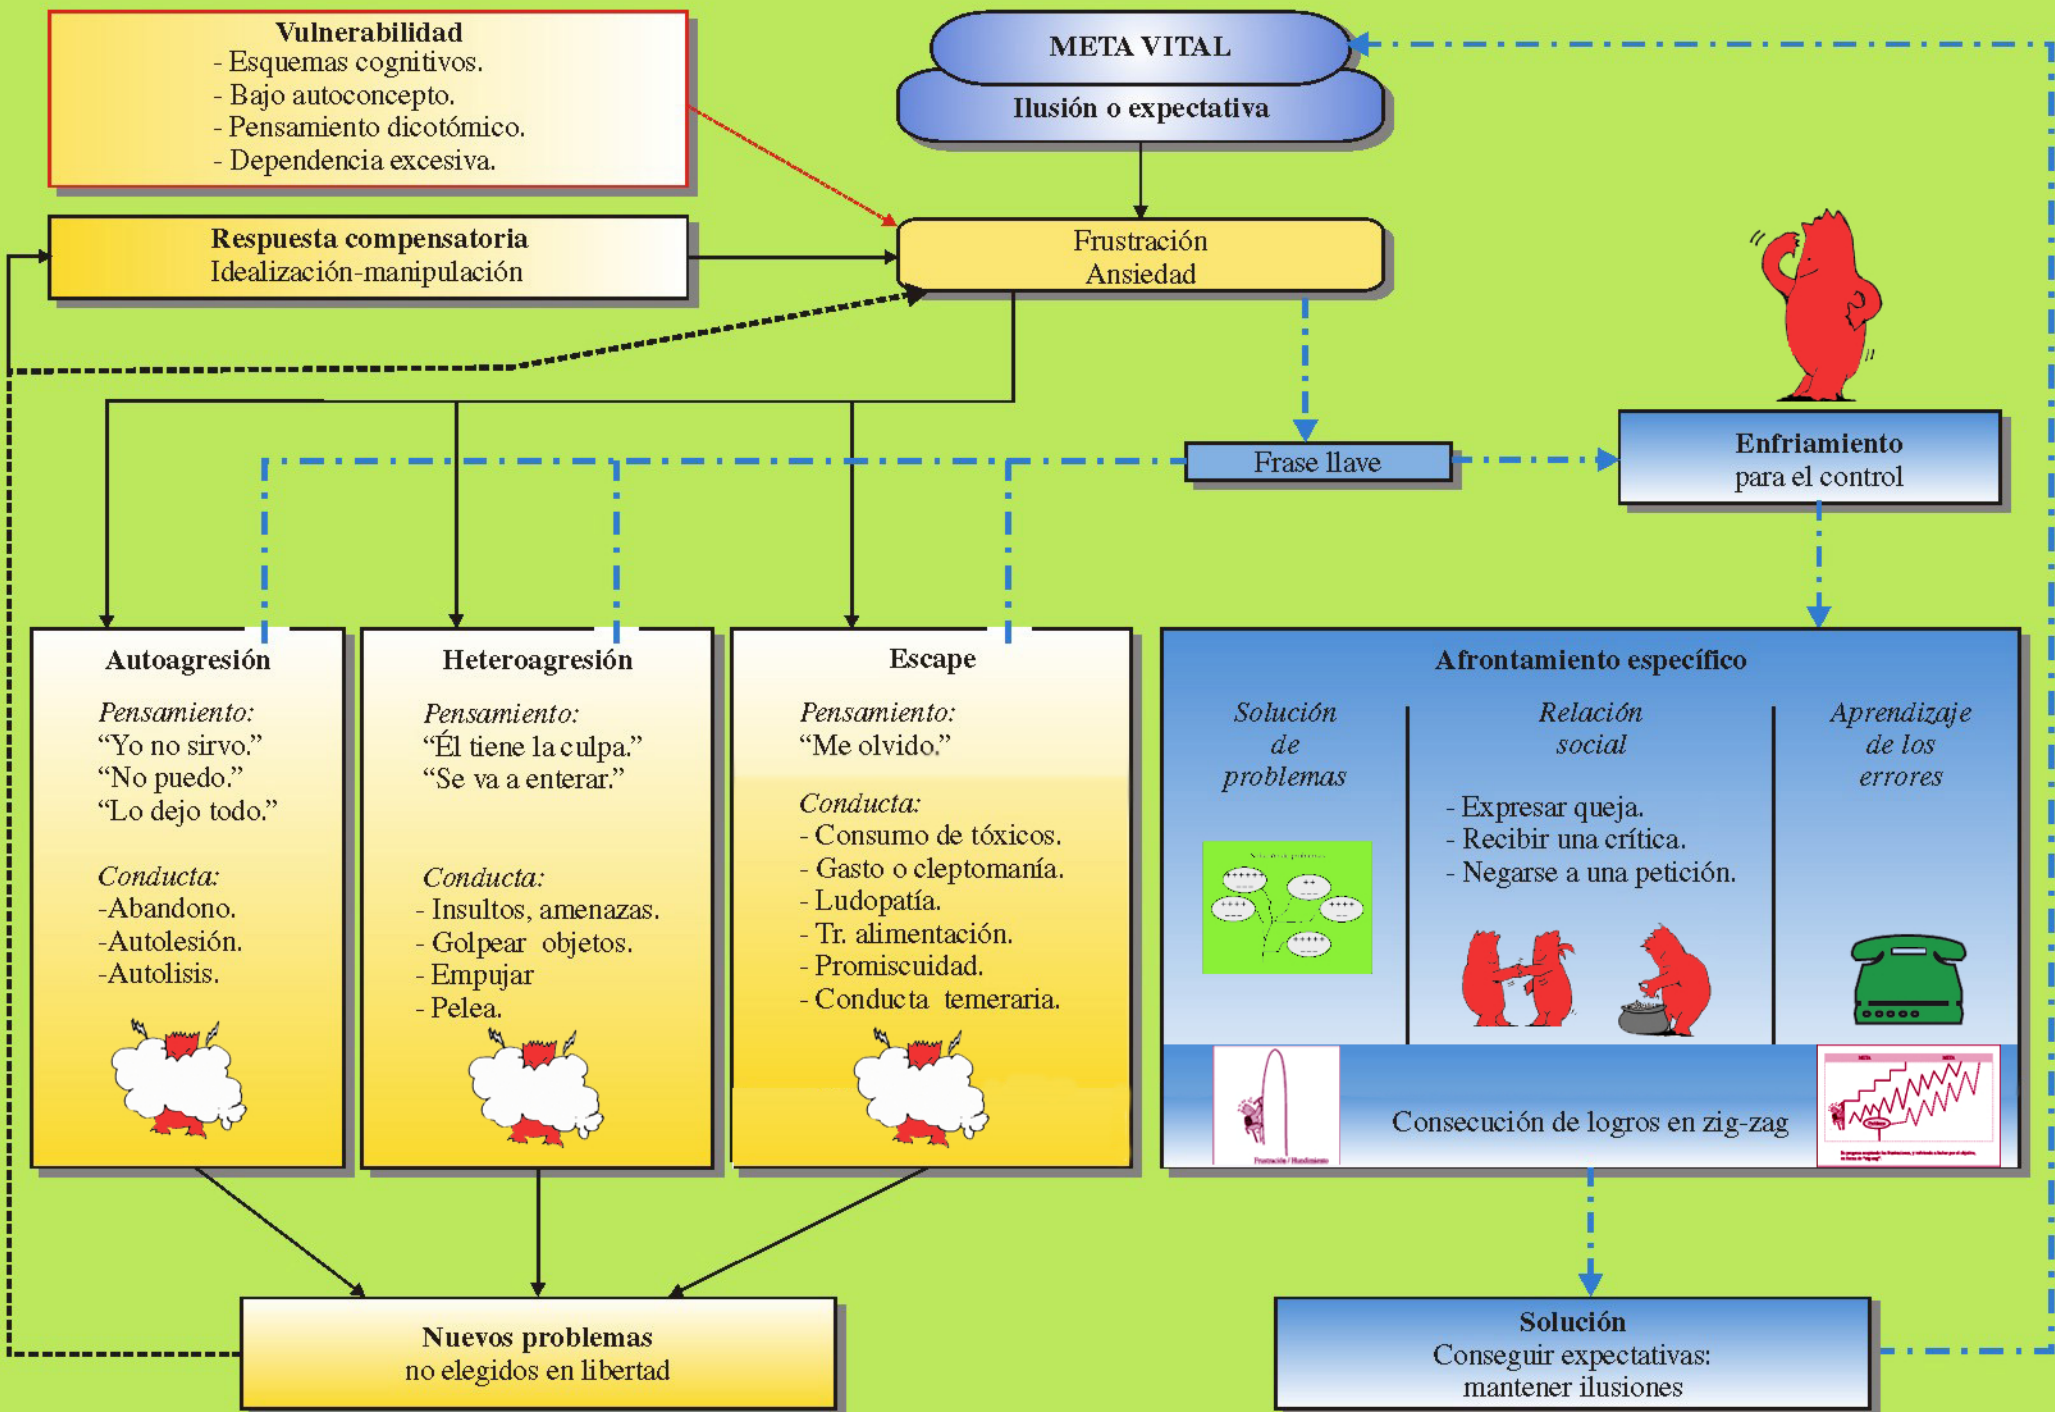 Vulnerabilidad
- Esquemas cognitivos.
- Bajo autoconcepto.
- Pensamiento dicotómico.
- Dependencia excesiva.
META VITAL
Ilusión o expectativa
Respuesta compensatoria
Idealización-manipulación
Frustración
Ansiedad
Frase llave
Enfriamiento
para el control
Autoagresión
Pensamiento:
“Yo no sirvo.”
“No puedo.”
“Lo dejo todo.”
Conducta:
-Abandono.
-Autolesión.
-Autolisis.
Heteroagresión
Pensamiento:
“Él tiene la culpa.”
“Se va a enterar.”
Conducta:
- Insultos, amenazas.
- Golpear objetos.
- Empujar
- Pelea.
Escape
Pensamiento:
“Me olvido.”
Conducta:
- Consumo de tóxicos.
- Gasto o cleptomanía.
- Ludopatía.
- Tr. alimentación.
- Promiscuidad.
- Conducta temeraria.
Afrontamiento específico
Solución
de
problemas
Relación
social
- Expresar queja.
- Recibir una crítica.
- Negarse a una petición.
Aprendizaje
de los
errores
Frustración / Hundimiento
Consecución de logros en zig-zag
META META
Nuevos problemas
no elegidos en libertad
Solución
Conseguir expectativas:
mantener ilusiones